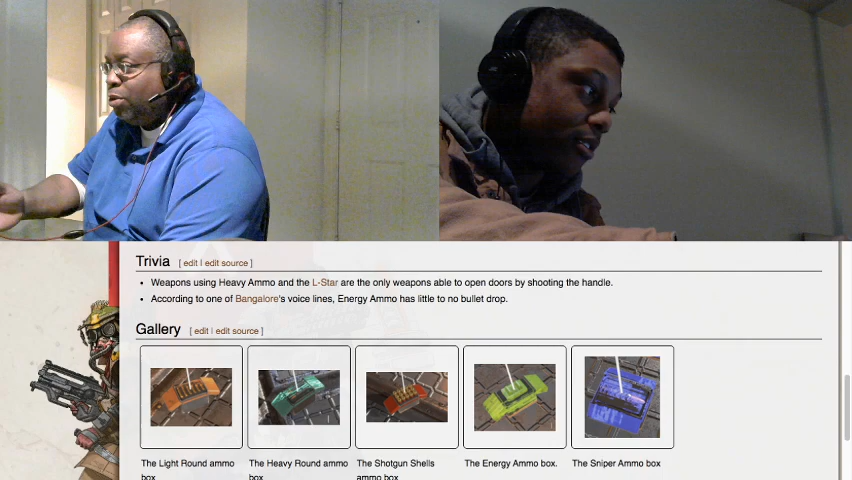 Trivia [ edit | edit source ]
Weapons using Heavy Ammo and the L-Star are the only weapons able to open doors by shooting the handle.
According to one of Bangalore's voice lines, Energy Ammo has little to no bullet drop.
Gallery [ edit | edit source ]
The Light Round ammo box
The Heavy Round ammo box
The Shotgun Shells ammo box
The Energy Ammo box.
The Sniper Ammo box